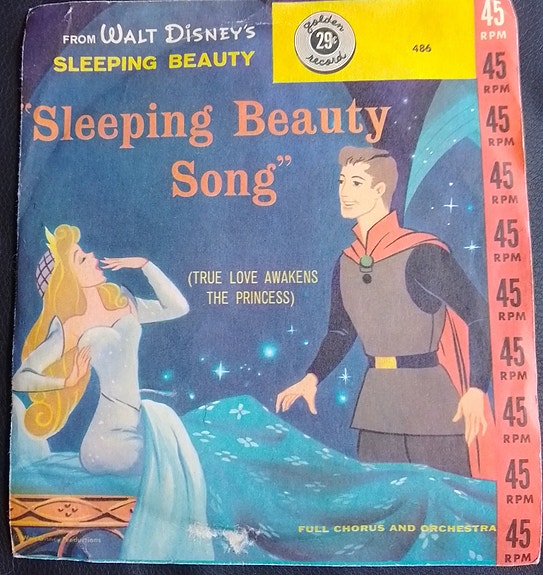 FROM WALT DISNEY'S
SLEEPING BEAUTY
golden
29¢
record
486
"Sleeping Beauty
Song"
(TRUE LOVE AWAKENS
THE PRINCESS)
FULL CHORUS AND ORCHESTRA
45
RPM
45
RPM
45
RPM
45
RPM
45
RPM
45
RPM
45
RPM
45
RPM
45
RPM
45
RPM